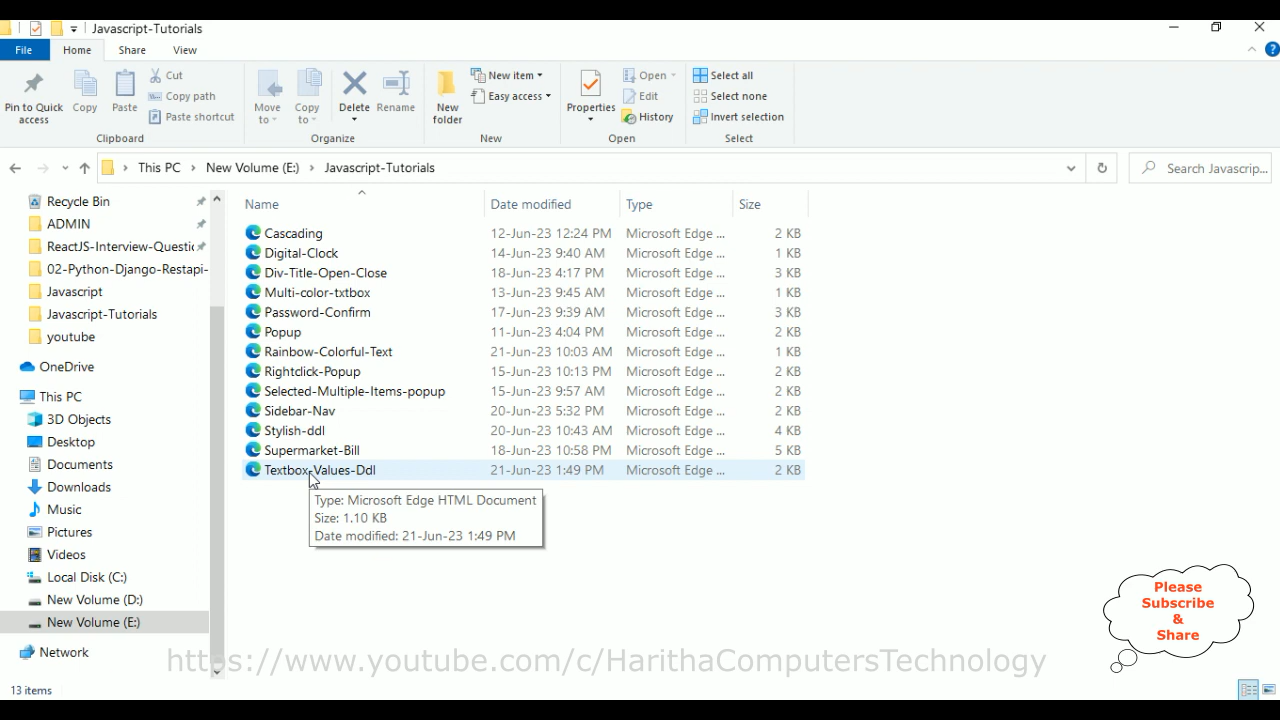 Javascript-Tutorials
File Home Share View
Pin to Quick access
Copy
Paste
Cut
Copy path
Paste shortcut
Move to
Copy to
Delete
Rename
New folder
New item
Easy access
Properties
Open
Edit
History
Select all
Select none
Invert selection
Clipboard Organize New Open Select
This PC > New Volume (E:) > Javascript-Tutorials
Search Javascrip...
Name Date modified Type Size
Recycle Bin
ADMIN
ReactJS-Interview-Questic
02-Python-Django-Restapi-
Javascript
Javascript-Tutorials
youtube
OneDrive
This PC
3D Objects
Desktop
Documents
Downloads
Music
Pictures
Videos
Local Disk (C:)
New Volume (D:)
New Volume (E:)
Network
Cascading 12-Jun-23 12:24 PM Microsoft Edge ... 2 KB
Digital-Clock 14-Jun-23 9:40 AM Microsoft Edge ... 1 KB
Div-Title-Open-Close 18-Jun-23 4:17 PM Microsoft Edge ... 3 KB
Multi-color-txtbox 13-Jun-23 9:45 AM Microsoft Edge ... 1 KB
Password-Confirm 17-Jun-23 9:39 AM Microsoft Edge ... 3 KB
Popup 11-Jun-23 4:04 PM Microsoft Edge ... 2 KB
Rainbow-Colorful-Text 21-Jun-23 10:03 AM Microsoft Edge ... 1 KB
Rightclick-Popup 15-Jun-23 10:13 PM Microsoft Edge ... 2 KB
Selected-Multiple-Items-popup 15-Jun-23 9:57 AM Microsoft Edge ... 2 KB
Sidebar-Nav 20-Jun-23 5:32 PM Microsoft Edge ... 2 KB
Stylish-ddl 20-Jun-23 10:43 AM Microsoft Edge ... 4 KB
Supermarket-Bill 18-Jun-23 10:58 PM Microsoft Edge ... 5 KB
Textbox-Values-Ddl 21-Jun-23 1:49 PM Microsoft Edge ... 2 KB
Type: Microsoft Edge HTML Document
Size: 1.10 KB
Date modified: 21-Jun-23 1:49 PM
Please
Subscribe
&
Share
https://www.youtube.com/c/HarithaComputersTechnology
13 items